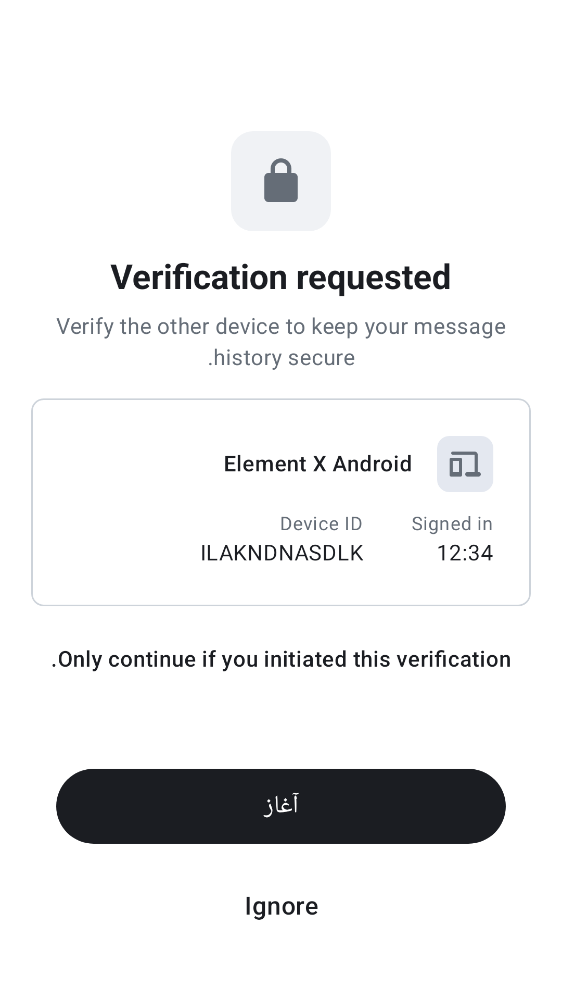 Verification requested
Verify the other device to keep your message
history secure.
Element X Android
Signed in
12:34
Device ID
ILAKNDNASDLK
Only continue if you initiated this verification.
آغاز
Ignore